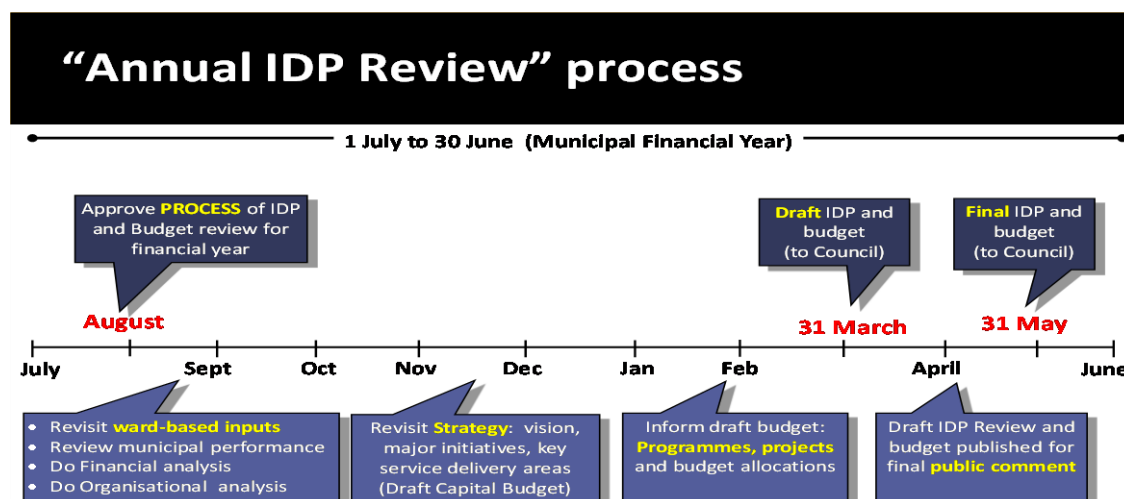 “Annual IDP Review” process
1 July to 30 June (Municipal Financial Year)
Approve PROCESS of IDP
and Budget review for
financial year
Draft IDP and
budget
(to Council)
Final IDP and
budget
(to Council)
August
31 March
31 May
July
Sept
Oct
Nov
Dec
Jan
Feb
April
June
• Revisit ward-based inputs
• Review municipal performance
• Do Financial analysis
• Do Organisational analysis
Revisit Strategy: vision,
major initiatives, key
service delivery areas
(Draft Capital Budget)
Inform draft budget:
Programmes, projects
and budget allocations
Draft IDP Review and
budget published for
final public comment